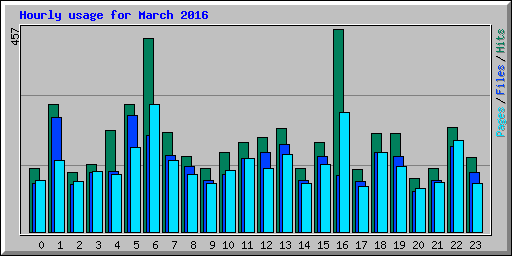 Hourly usage for March 2016
457
Pages / Files / Hits
0 1 2 3 4 5 6 7 8 9 10 11 12 13 14 15 16 17 18 19 20 21 22 23